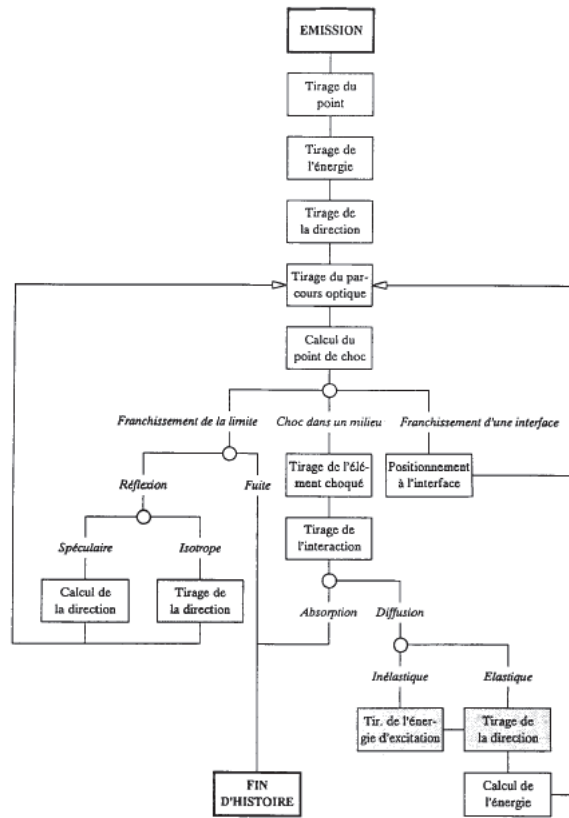 EMISSION
Tirage du
point
Tirage de
l'énergie
Tirage de
la direction
Tirage du par-
cours optique
Calcul du
point de choc
Franchissement de la limite
Choc dans un milieu
Franchissement d'une interface
Réflexion
Fuite
Tirage de l'élé-
ment choqué
Positionnement
à l'interface
Spéculaire
Isotrope
Tirage de
l'interaction
Calcul de
la direction
Tirage
de la direction
Absorption
Diffusion
Inélastique
Elastique
Tir. de l'éner-
gie d'excitation
Tirage de
la direction
FIN
D'HISTOIRE
Calcul de
l'énergie